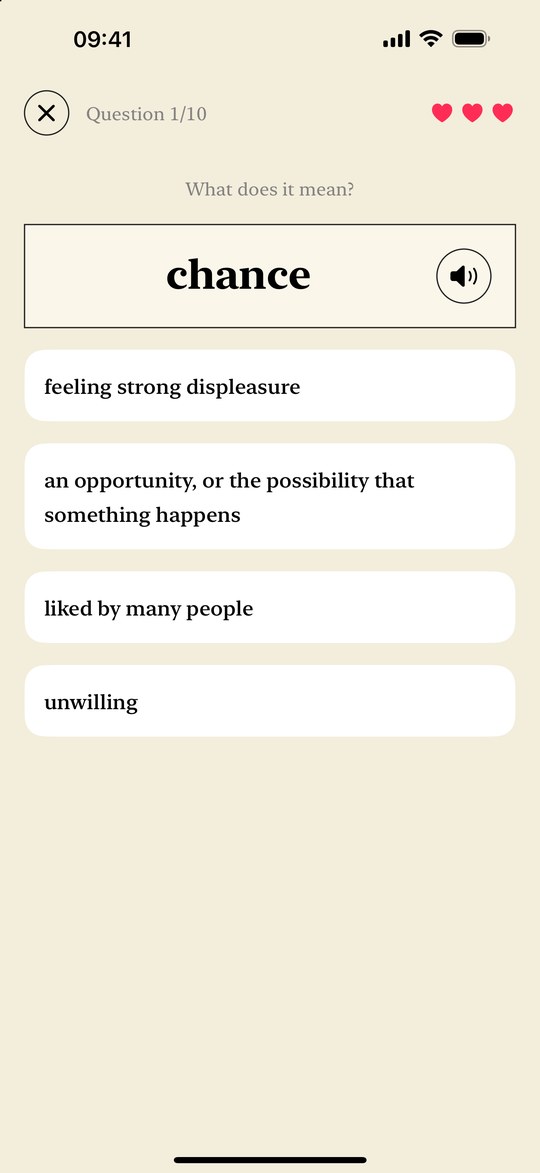 09:41
Question 1/10
What does it mean?
chance
feeling strong displeasure
an opportunity, or the possibility that
something happens
liked by many people
unwilling